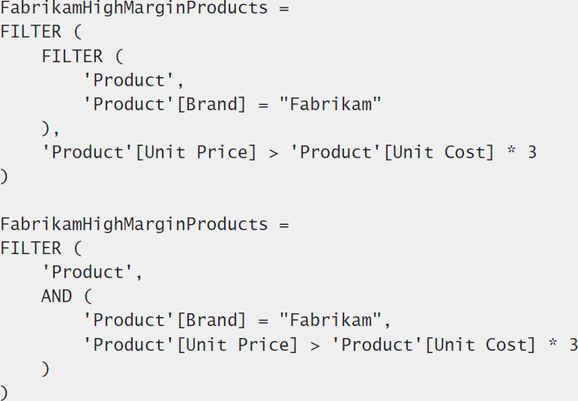 FabrikamHighMarginProducts =
FILTER (
    FILTER (
        'Product',
        'Product'[Brand] = "Fabrikam"
    ),
    'Product'[Unit Price] > 'Product'[Unit Cost] * 3
)

FabrikamHighMarginProducts =
FILTER (
    'Product',
    AND (
        'Product'[Brand] = "Fabrikam",
        'Product'[Unit Price] > 'Product'[Unit Cost] * 3
    )
)